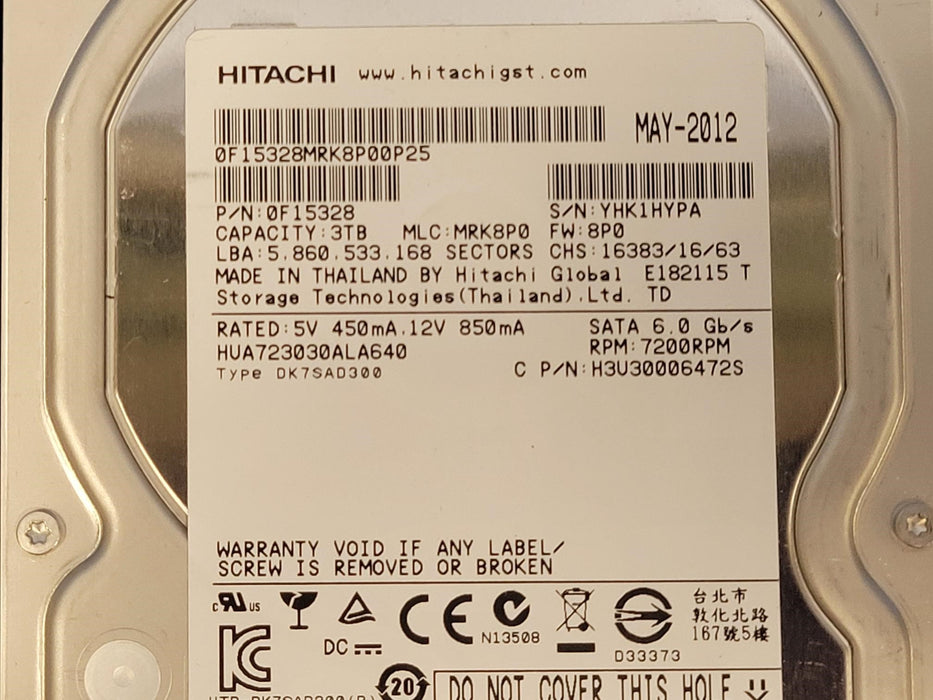 HITACHI www.hitachigst.com
MAY-2012
0F15328MRK8P00P25
P/N:0F15328 S/N:YHK1HYPA
CAPACITY:3TB MLC:MRK8P0 FW:8P0
LBA:5,860,533,168 SECTORS CHS:16383/16/63
MADE IN THAILAND BY Hitachi Global E182115 T
Storage Technologies(Thailand),Ltd. TD
RATED:5V 450mA,12V 850mA SATA 6.0 Gb/s
HUA723030ALA640 RPM:7200RPM
Type DK7SAD300 C P/N:H3U30006472S
WARRANTY VOID IF ANY LABEL/
SCREW IS REMOVED OR BROKEN
c RU US
CE
N13508
D33373
台北市
敦化北路
167號5樓
DC
20
DO NOT COVER THIS HOLE